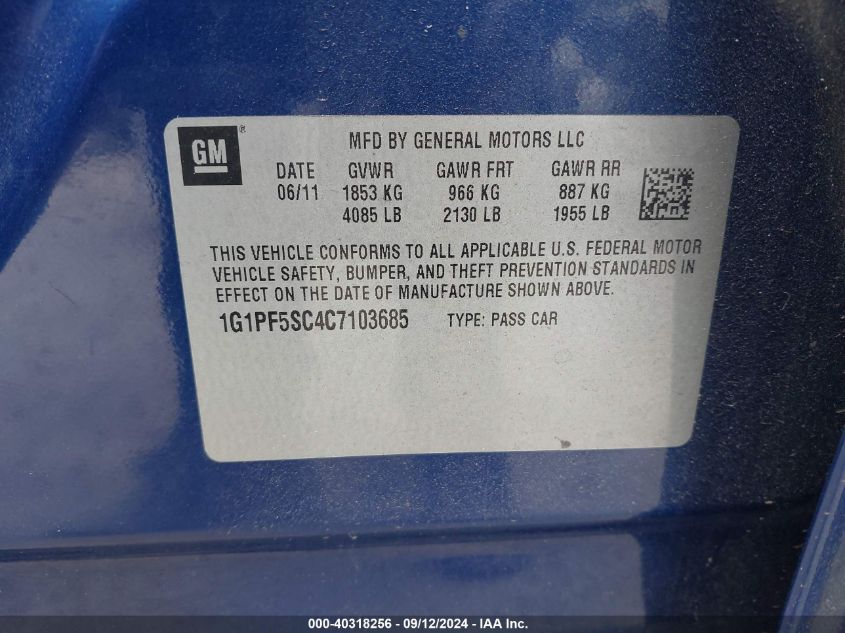 GM®
MFD BY GENERAL MOTORS LLC
DATE GVWR GAWR FRT GAWR RR
06/11 1853 KG 966 KG 887 KG
4085 LB 2130 LB 1955 LB
THIS VEHICLE CONFORMS TO ALL APPLICABLE U.S. FEDERAL MOTOR
VEHICLE SAFETY, BUMPER, AND THEFT PREVENTION STANDARDS IN
EFFECT ON THE DATE OF MANUFACTURE SHOWN ABOVE.
1G1PF5SC4C7103685 TYPE: PASS CAR
000-40318256 - 09/12/2024 - IAA Inc.